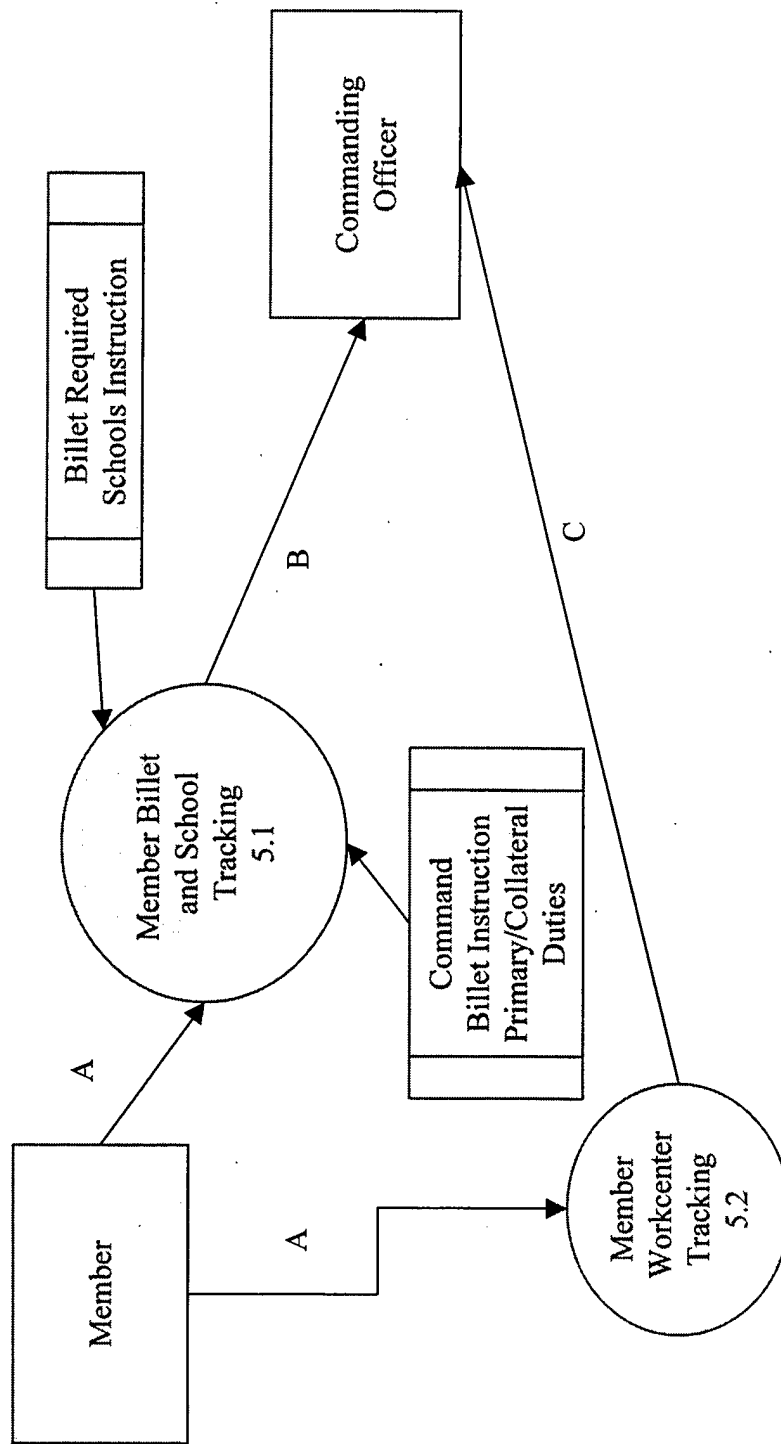 Member
A
A
Member Billet
and School
Tracking
5.1
Billet Required
Schools Instruction
Command
Billet Instruction
Primary/Collateral
Duties
Member
Workcenter
Tracking
5.2
B
C
Commanding
Officer